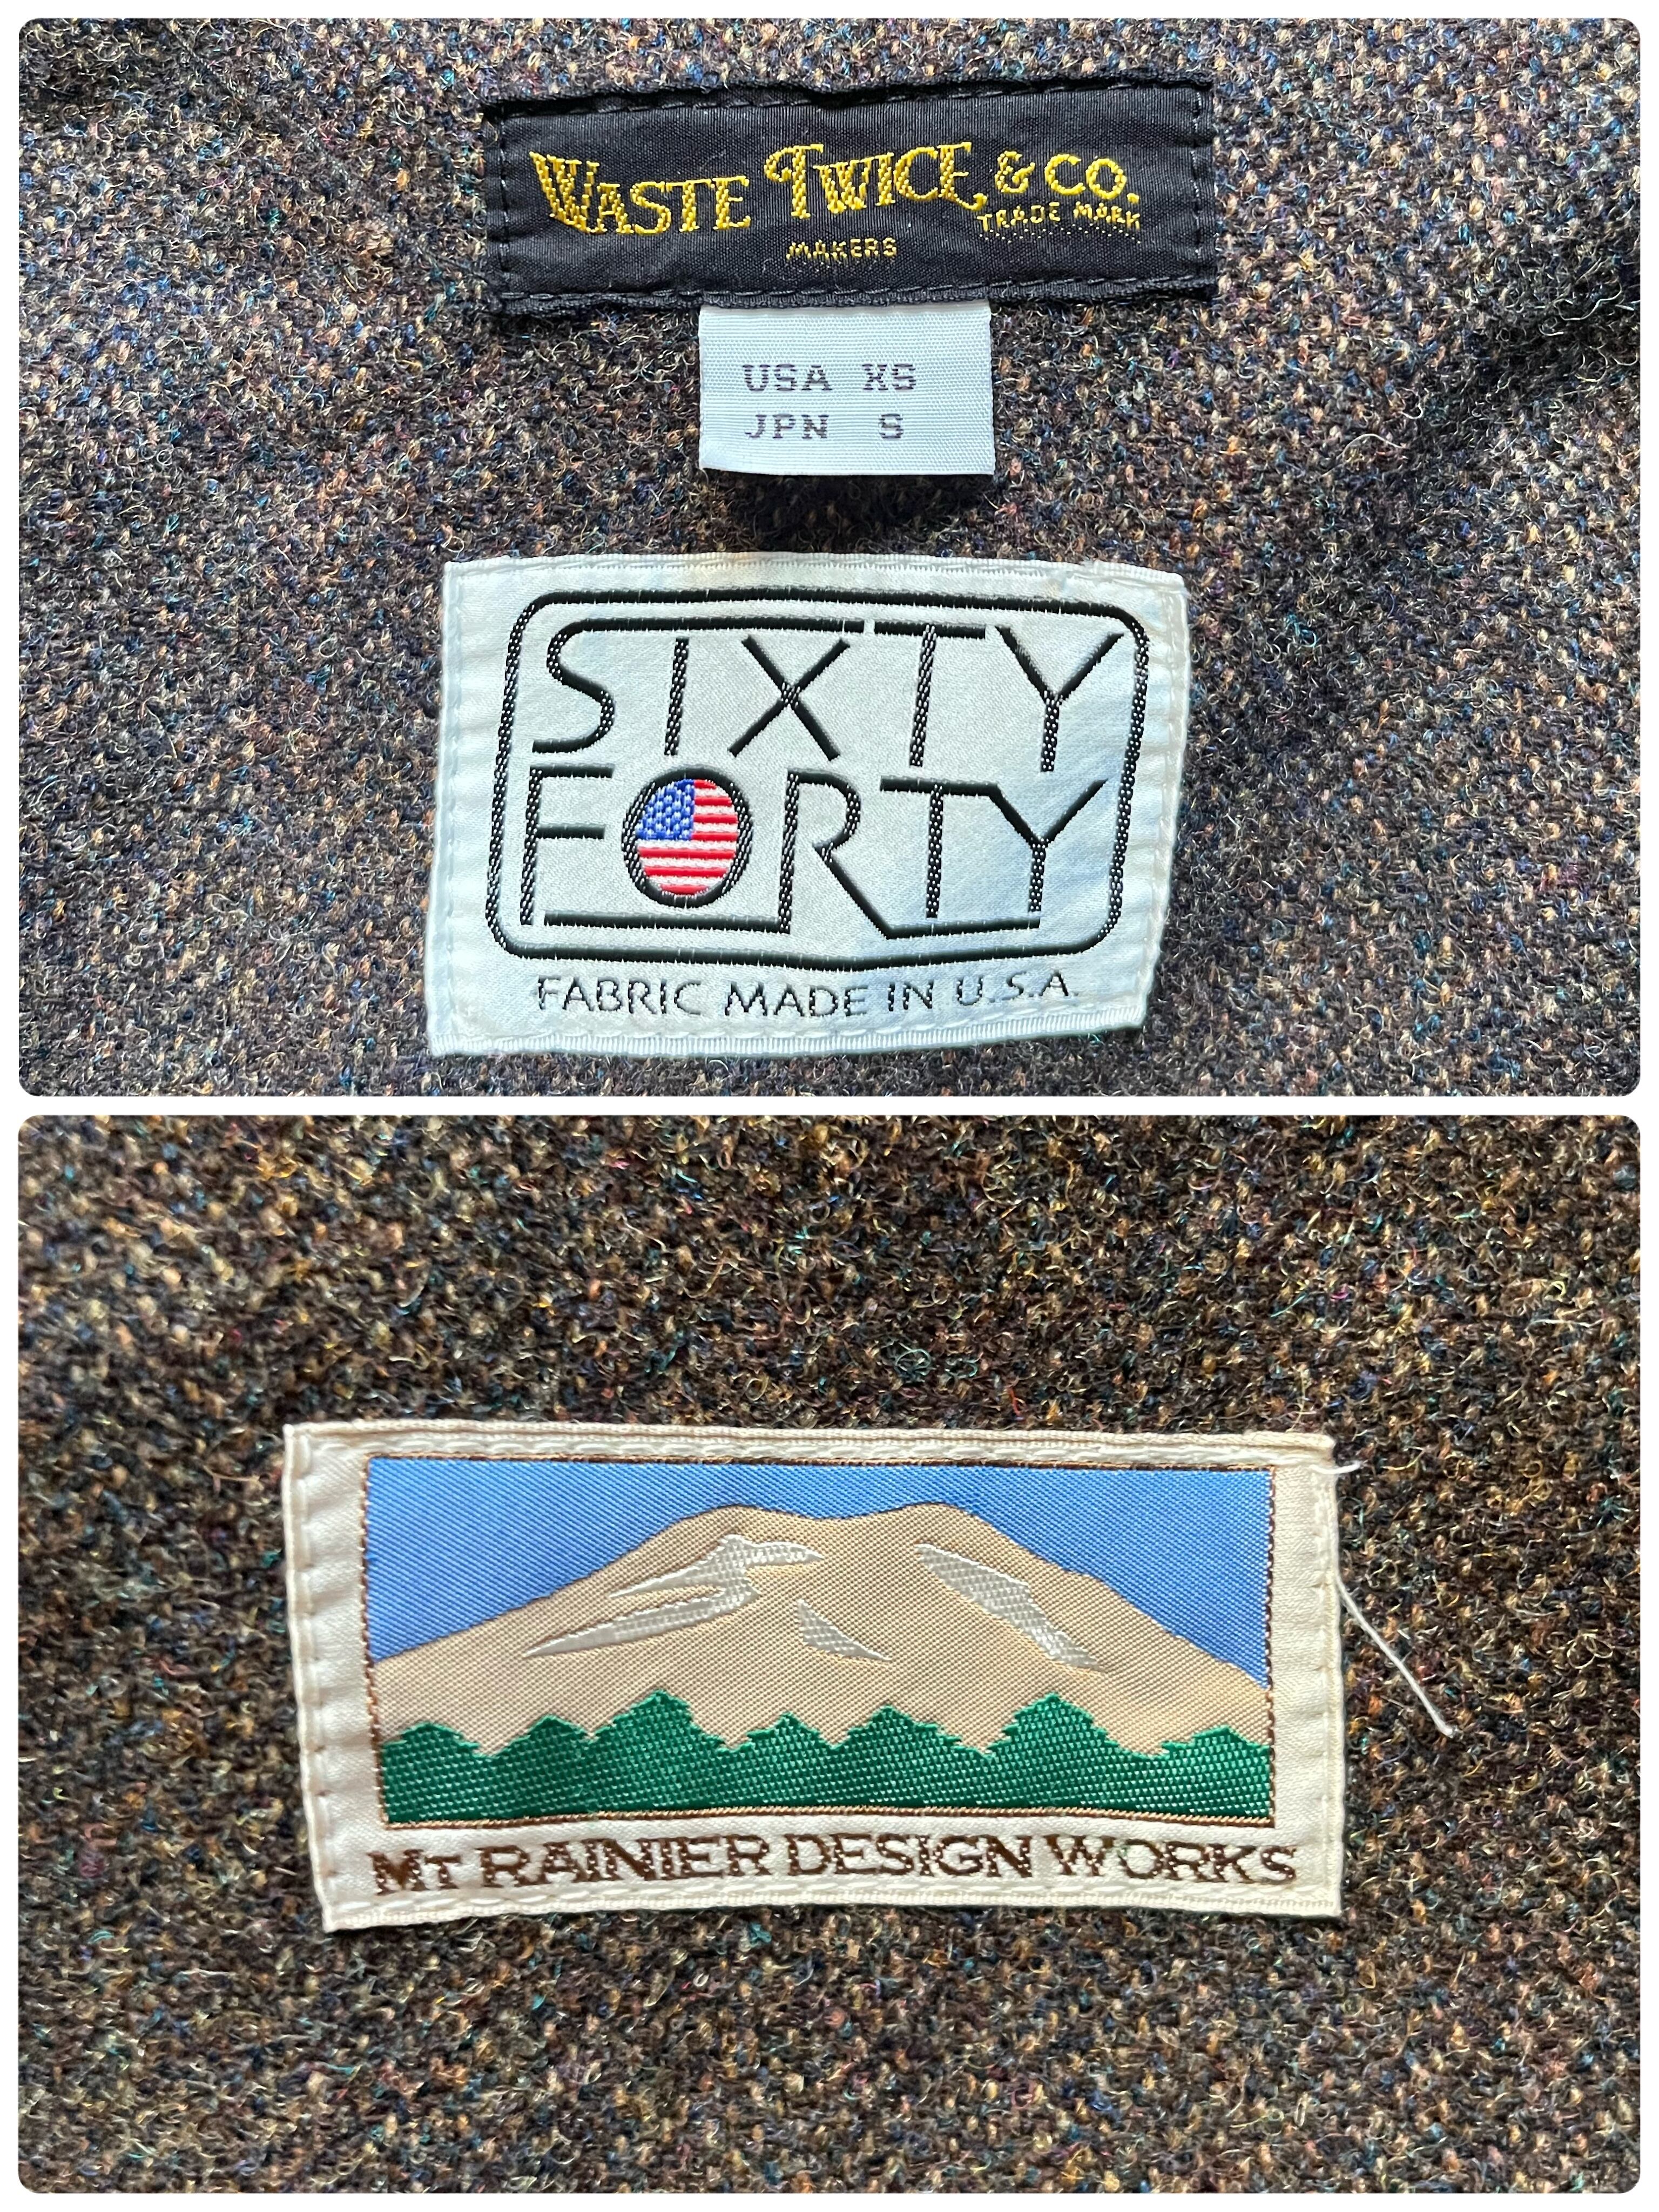 WASTE TWICE & CO.
TRADE MARK
MAKERS
USA XS
JPN S
SIXTY
FORTY
FABRIC MADE IN U.S.A.
MT RAINIER DESIGN WORKS